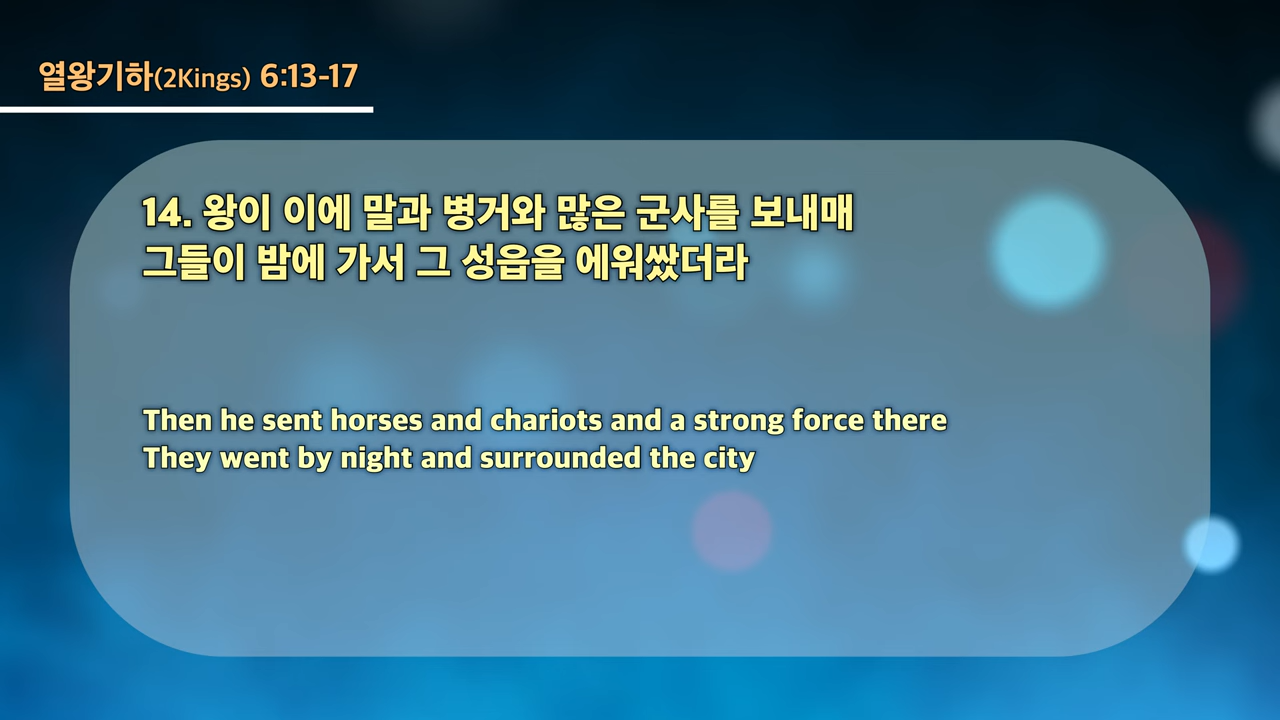 열왕기하(2Kings) 6:13-17
14. 왕이 이에 말과 병거와 많은 군사를 보내매
그들이 밤에 가서 그 성읍을 에워쌌더라
Then he sent horses and chariots and a strong force there
They went by night and surrounded the city